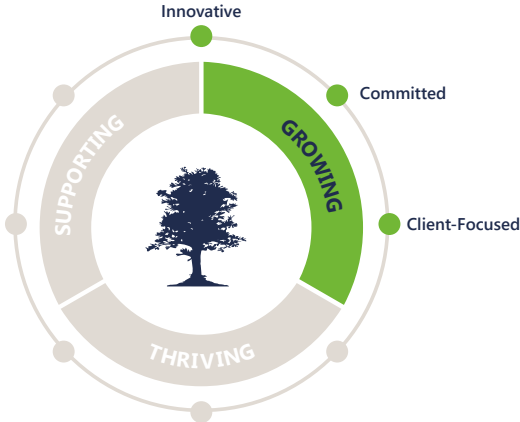 Innovative
Committed
GROWING
SUPPORTING
Client-Focused
THRIVING